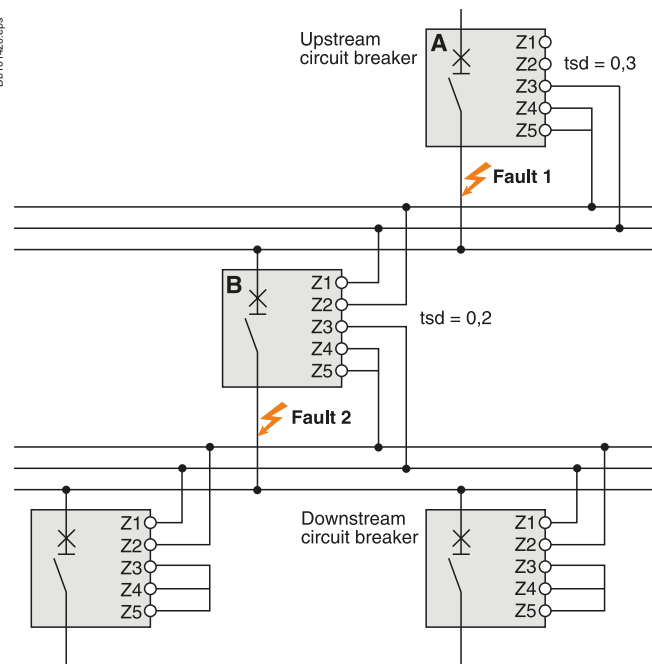 Upstream
circuit breaker
A
Z1
Z2
Z3
Z4
Z5
tsd = 0,3
Fault 1
B
Z1
Z2
Z3
Z4
Z5
tsd = 0,2
Fault 2
Z1
Z2
Z3
Z4
Z5
Downstream
circuit breaker
Z1
Z2
Z3
Z4
Z5